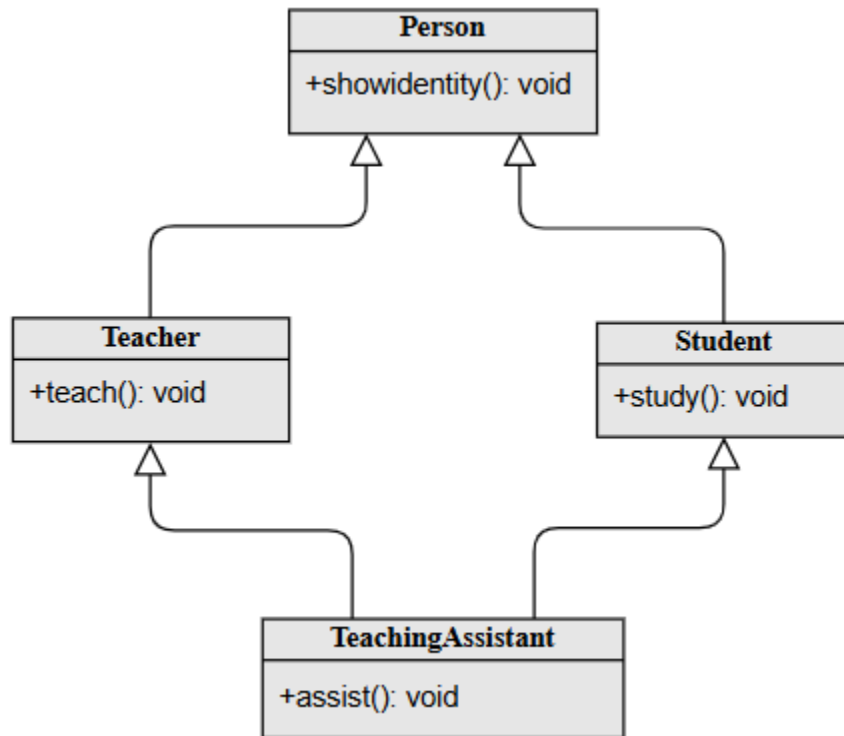 Person
+showidentity(): void
Teacher
+teach(): void
Student
+study(): void
TeachingAssistant
+assist(): void